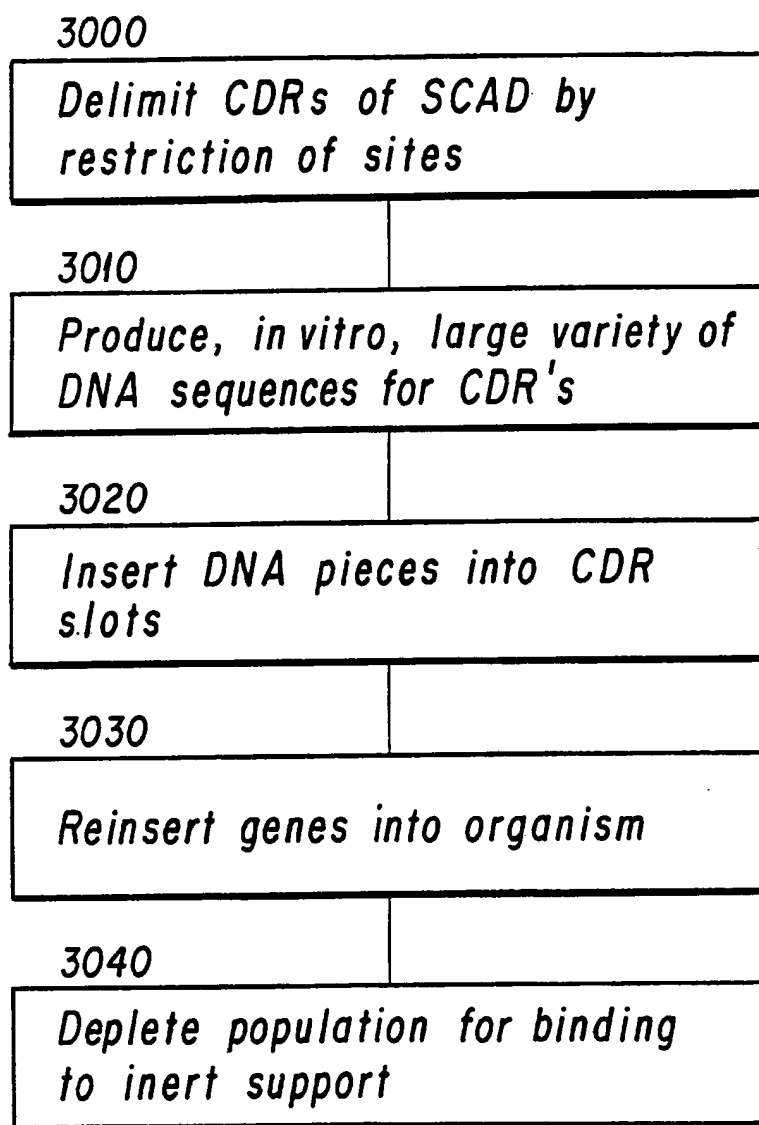 3000
Delimit CDRs of SCAD by
restriction of sites
3010
Produce, in vitro, large variety of
DNA sequences for CDR's
3020
Insert DNA pieces into CDR
slots
3030
Reinsert genes into organism
3040
Deplete population for binding
to inert support